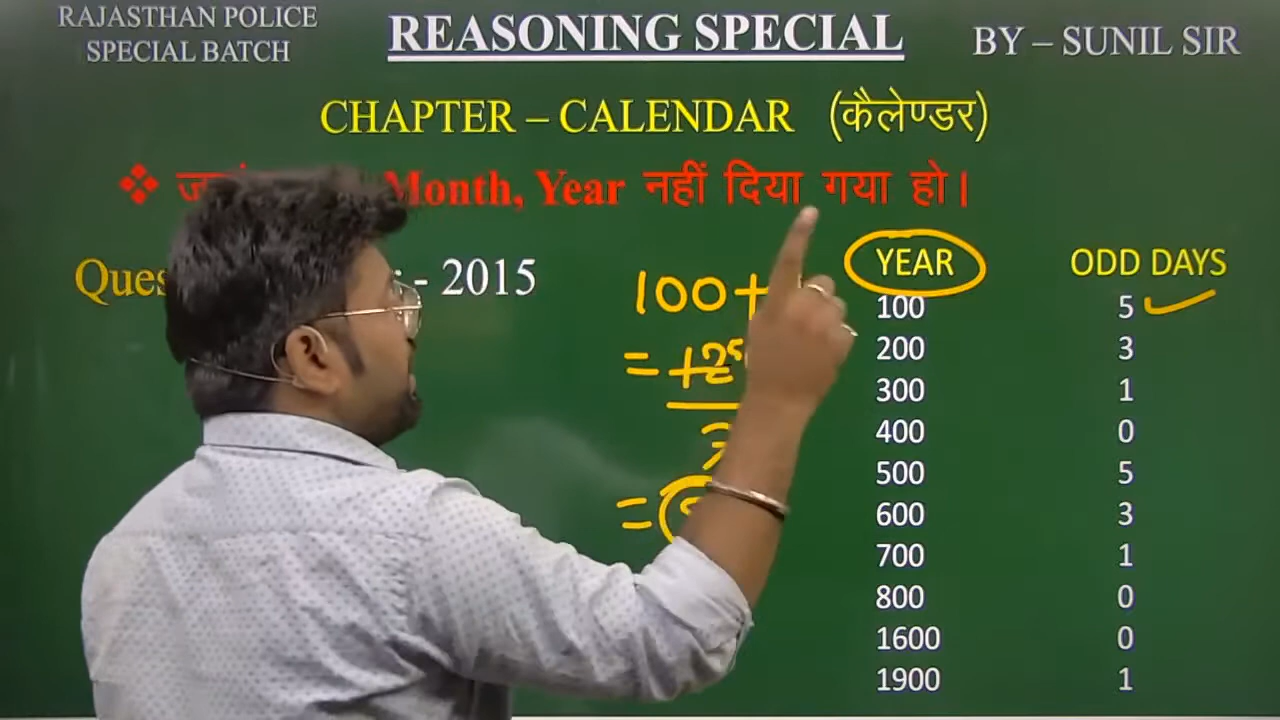 RAJASTHAN POLICE
SPECIAL BATCH
REASONING SPECIAL
BY – SUNIL SIR
CHAPTER – CALENDAR (कैलेण्डर)
Month, Year नहीं दिया गया हो।
- 2015
100+
= +25
=
YEAR ODD DAYS
100 5
200 3
300 1
400 0
500 5
600 3
700 1
800 0
1600 0
1900 1